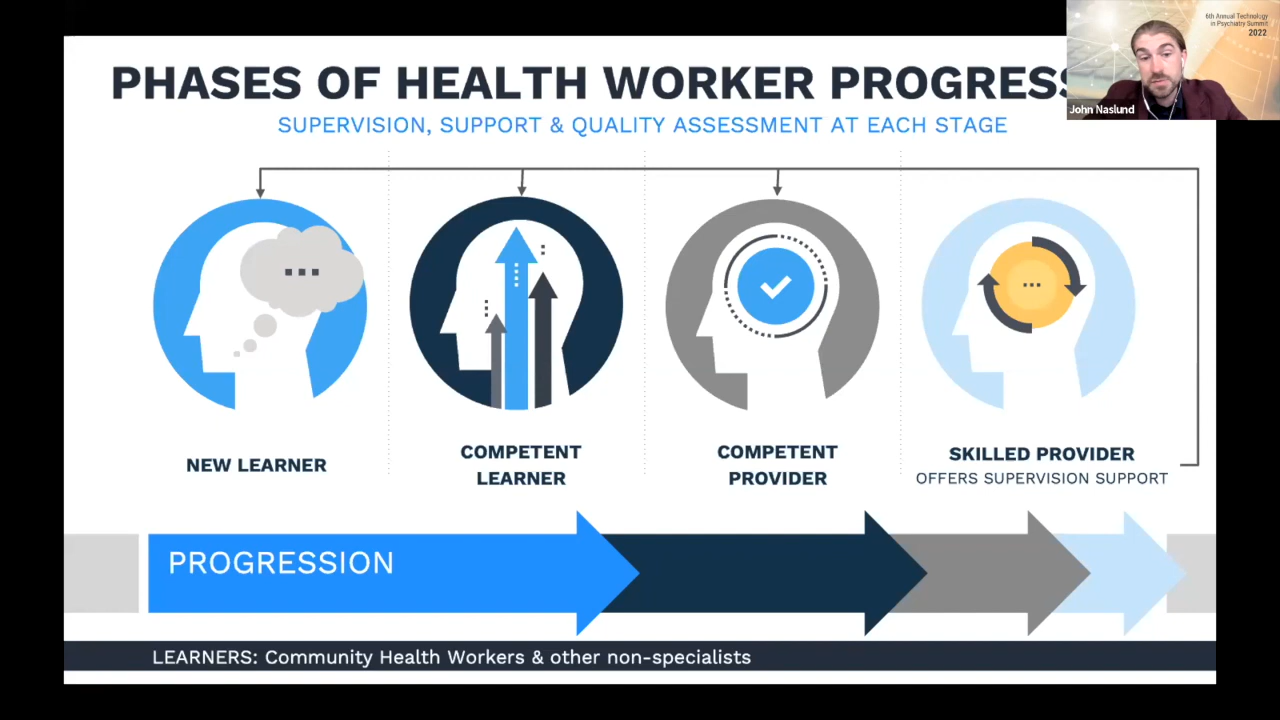 6th Annual Technology
in Psychiatry Summit
2022
John Naslund
PHASES OF HEALTH WORKER PROGRESS
SUPERVISION, SUPPORT & QUALITY ASSESSMENT AT EACH STAGE
NEW LEARNER
COMPETENT
LEARNER
COMPETENT
PROVIDER
SKILLED PROVIDER
OFFERS SUPERVISION SUPPORT
PROGRESSION
LEARNERS: Community Health Workers & other non-specialists